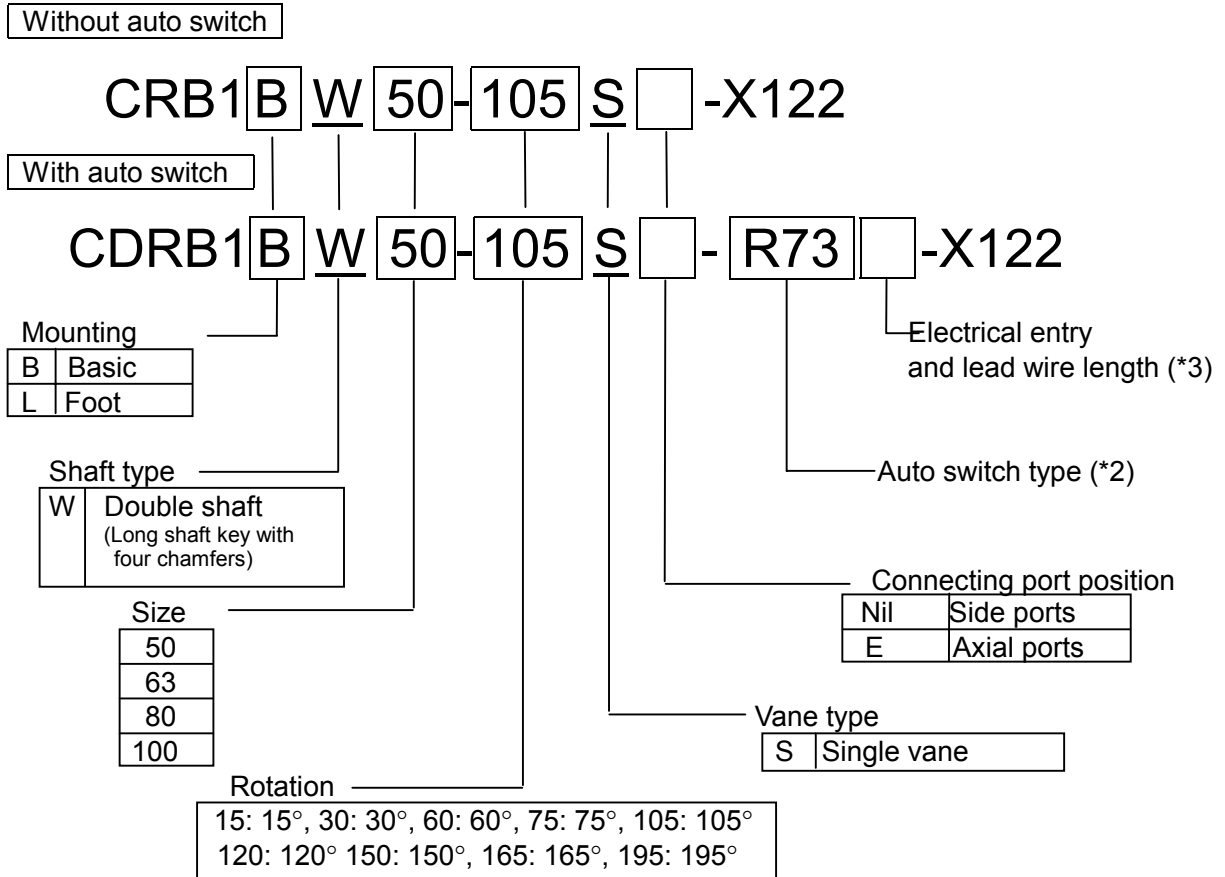 Without auto switch
CRB1 B W 50-105 S -X122
With auto switch
CDRB1 B W 50-105 S - R73 -X122
Mounting
B Basic
L Foot
Electrical entry
and lead wire length (*3)
Shaft type
W Double shaft
(Long shaft key with
four chamfers)
Auto switch type (*2)
Connecting port position
Nil Side ports
E Axial ports
Size
50
63
80
100
Vane type
S Single vane
Rotation
15: 15°, 30: 30°, 60: 60°, 75: 75°, 105: 105°
120: 120° 150: 150°, 165: 165°, 195: 195°